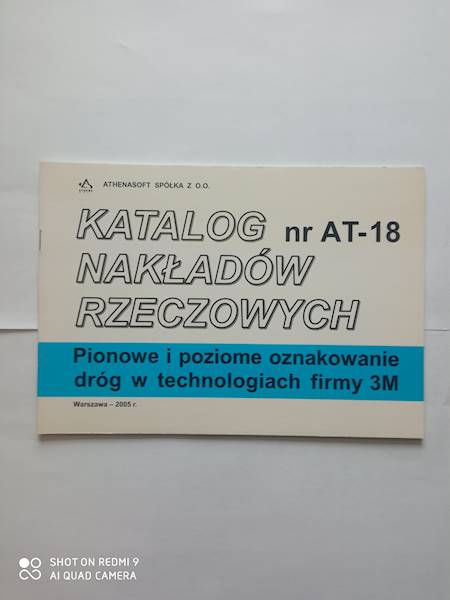 ATHENASOFT SPÓŁKA Z O.O.
KATALOG nr AT-18
NAKŁADÓW
RZECZOWYCH
Pionowe i poziome oznakowanie
dróg w technologiach firmy 3M
Warszawa – 2005 r.
SHOT ON REDMI 9
AI QUAD CAMERA